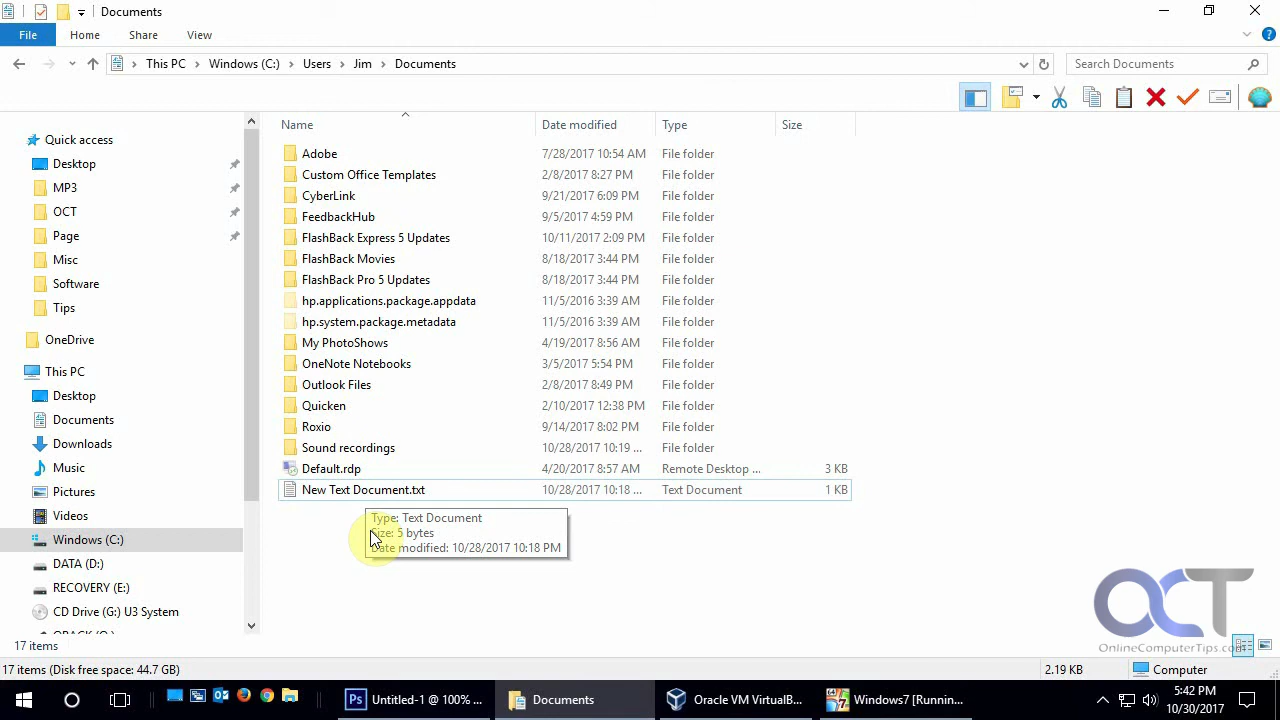 Documents
File Home Share View
This PC Windows (C:) Users Jim Documents
Search Documents
Name Date modified Type Size
Quick access
Desktop
MP3
OCT
Page
Misc
Software
Tips
OneDrive
This PC
Desktop
Documents
Downloads
Music
Pictures
Videos
Windows (C:)
DATA (D:)
RECOVERY (E:)
CD Drive (G:) U3 System
Adobe 7/28/2017 10:54 AM File folder
Custom Office Templates 2/8/2017 8:27 PM File folder
CyberLink 9/21/2017 6:09 PM File folder
FeedbackHub 9/5/2017 4:59 PM File folder
FlashBack Express 5 Updates 10/11/2017 2:09 PM File folder
FlashBack Movies 8/18/2017 3:44 PM File folder
FlashBack Pro 5 Updates 8/18/2017 3:44 PM File folder
hp.applications.package.appdata 11/5/2016 3:39 AM File folder
hp.system.package.metadata 11/5/2016 3:39 AM File folder
My PhotoShows 4/19/2017 8:56 AM File folder
OneNote Notebooks 3/5/2017 5:54 PM File folder
Outlook Files 2/8/2017 8:49 PM File folder
Quicken 2/10/2017 12:38 PM File folder
Roxio 9/14/2017 8:02 PM File folder
Sound recordings 10/28/2017 10:19 ... File folder
Default.rdp 4/20/2017 8:57 AM Remote Desktop ... 3 KB
New Text Document.txt 10/28/2017 10:18 ... Text Document 1 KB
Type: Text Document
Size: 5 bytes
Date modified: 10/28/2017 10:18 PM
OCT
OnlineComputerTips.com
17 items
17 items (Disk free space: 44.7 GB) 2.19 KB Computer
Untitled-1 @ 100% ... Documents Oracle VM VirtualB... Windows7 [Runnin...
5:42 PM
10/30/2017